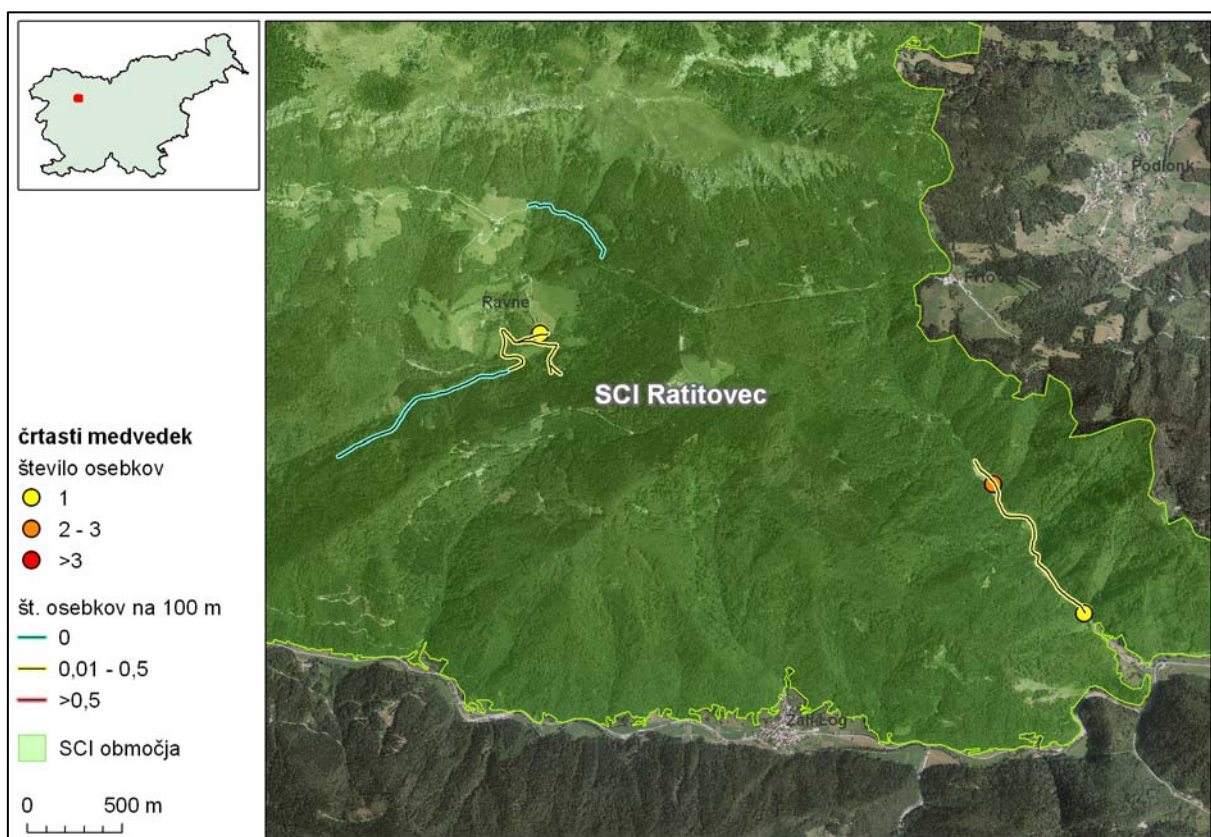 Podlonk
Prtovč
Ravne
SCI Ratitovec
Zali Log
črtasti medvedek
število osebkov
1
2 - 3
>3
št. osebkov na 100 m
0
0,01 - 0,5
>0,5
SCI območja
0 500 m